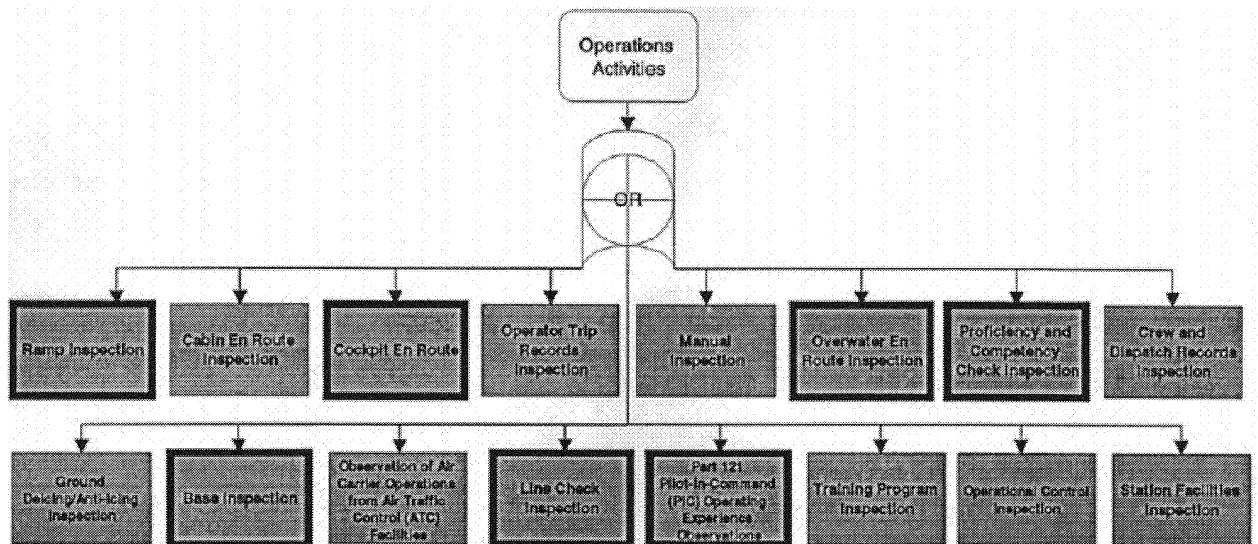 Operations
Activities
OR
Ramp Inspection
Cabin En Route
Inspection
Cockpit En Route
Operator Trip
Records
Inspection
Manual
Inspection
Overwater En
Route Inspection
Proficiency and
Competency
Check Inspection
Crew and
Dispatch Records
Inspection
Ground
Deicing/Anti-Icing
Inspection
Base Inspection
Observation of Air
Carrier Operations
from Air Traffic
Control (ATC)
Facilities
Line Check
Inspection
Part 121
Pilot-in-Command
(PIC) Operating
Experience
Observations
Training Program
Inspection
Operational Control
Inspection
Station Facilities
Inspection